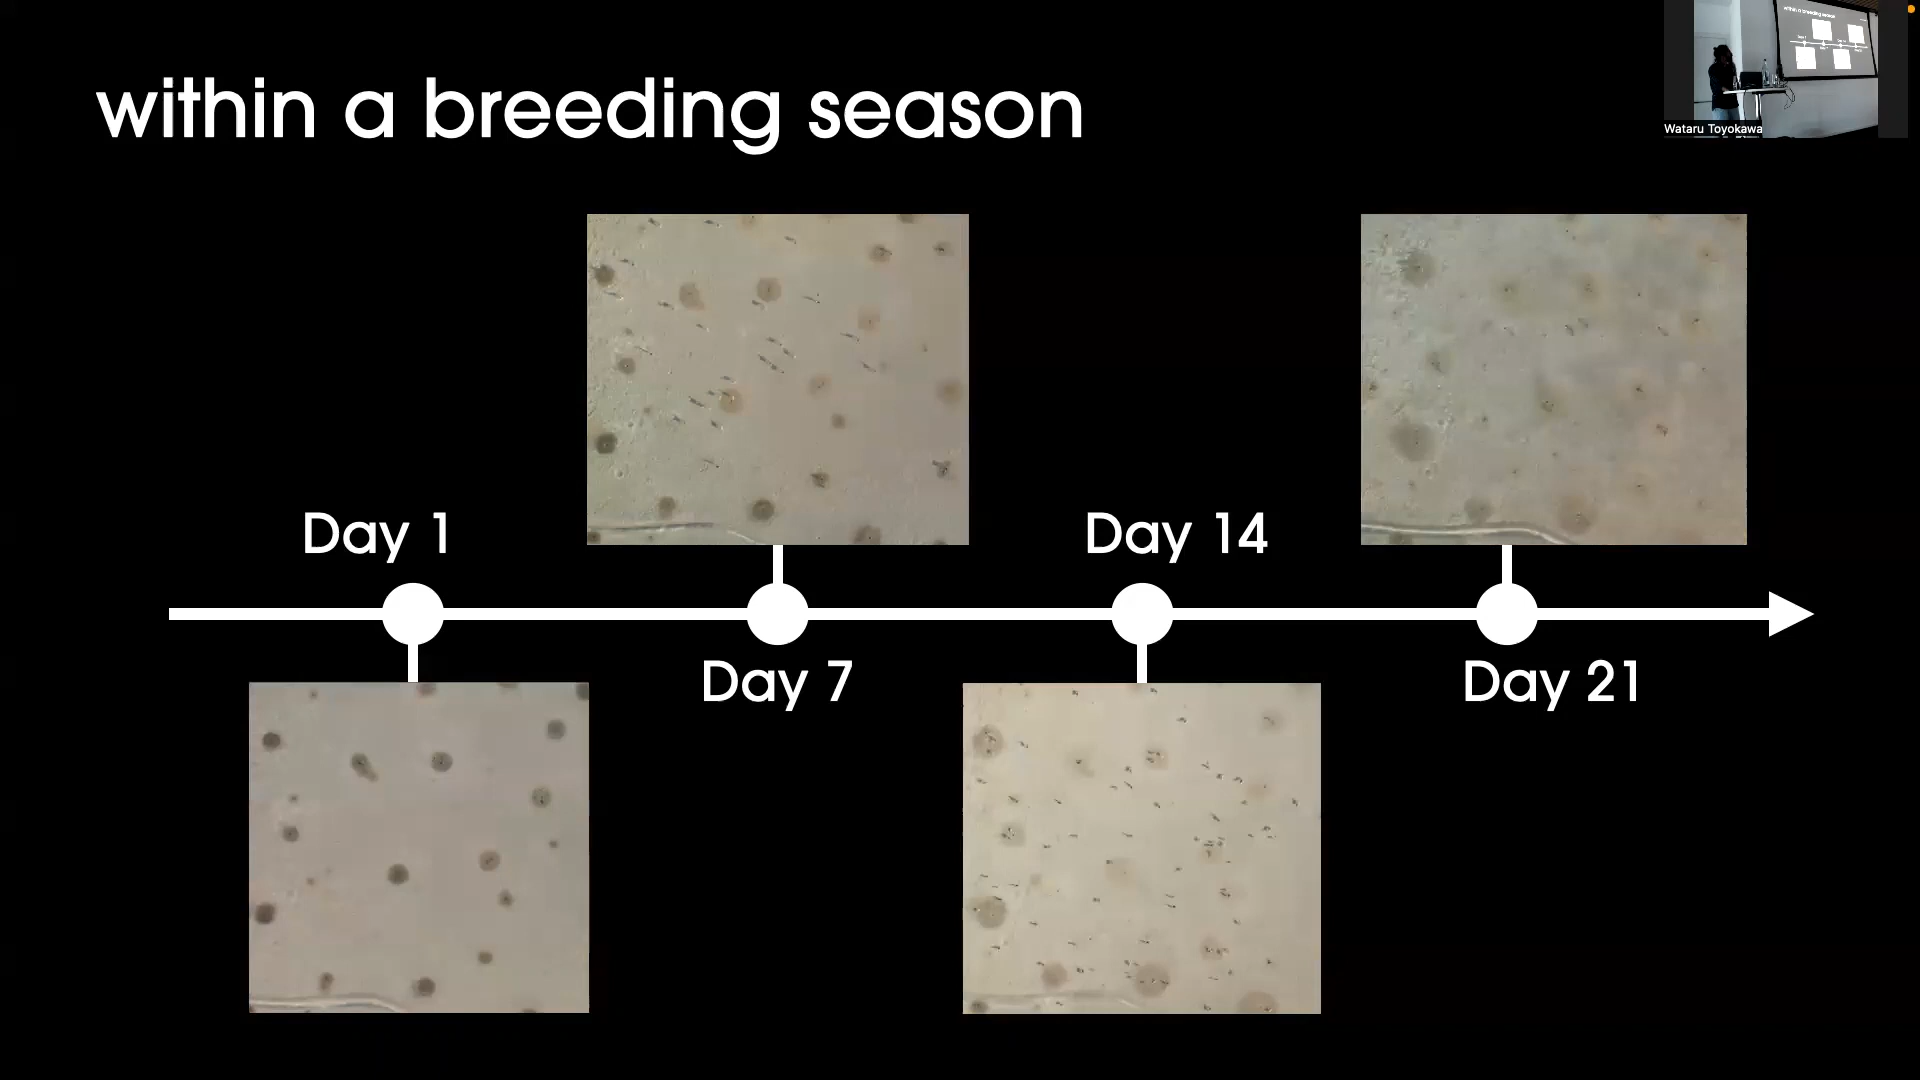 within a breeding season
Wataru Toyokawa
Day 1
Day 14
Day 7
Day 21